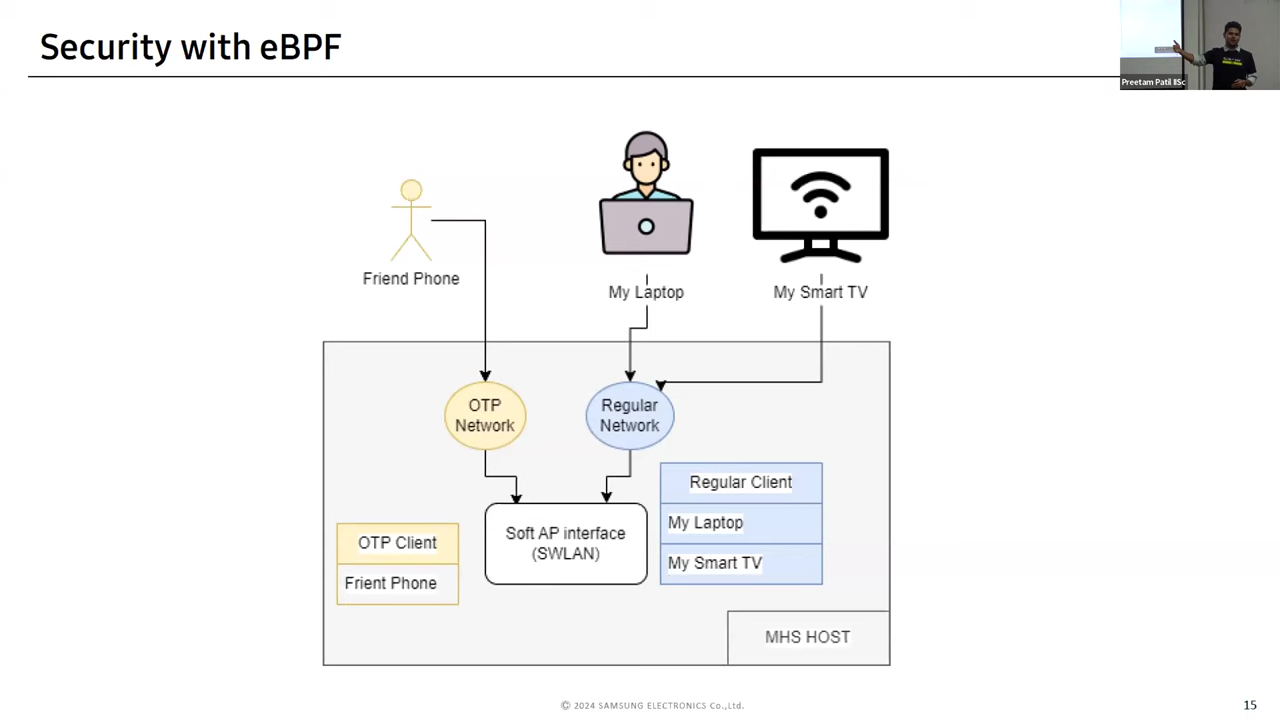 Security with eBPF
Preetam Patil IISc
Friend Phone
My Laptop
My Smart TV
OTP
Network
Regular
Network
Regular Client
My Laptop
My Smart TV
Soft AP interface
(SWLAN)
OTP Client
Frient Phone
MHS HOST
© 2024 SAMSUNG ELECTRONICS Co.,Ltd.
15